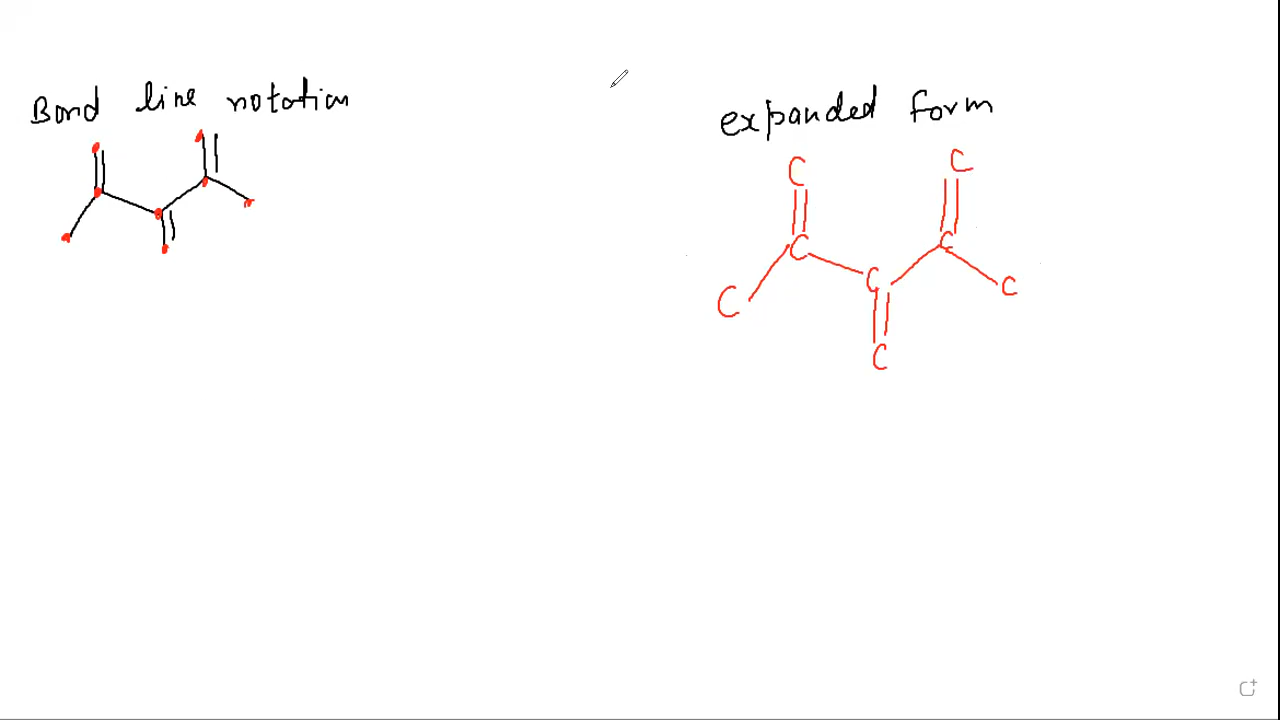 Bond line notation
expanded form
C C
C C
C C C
C